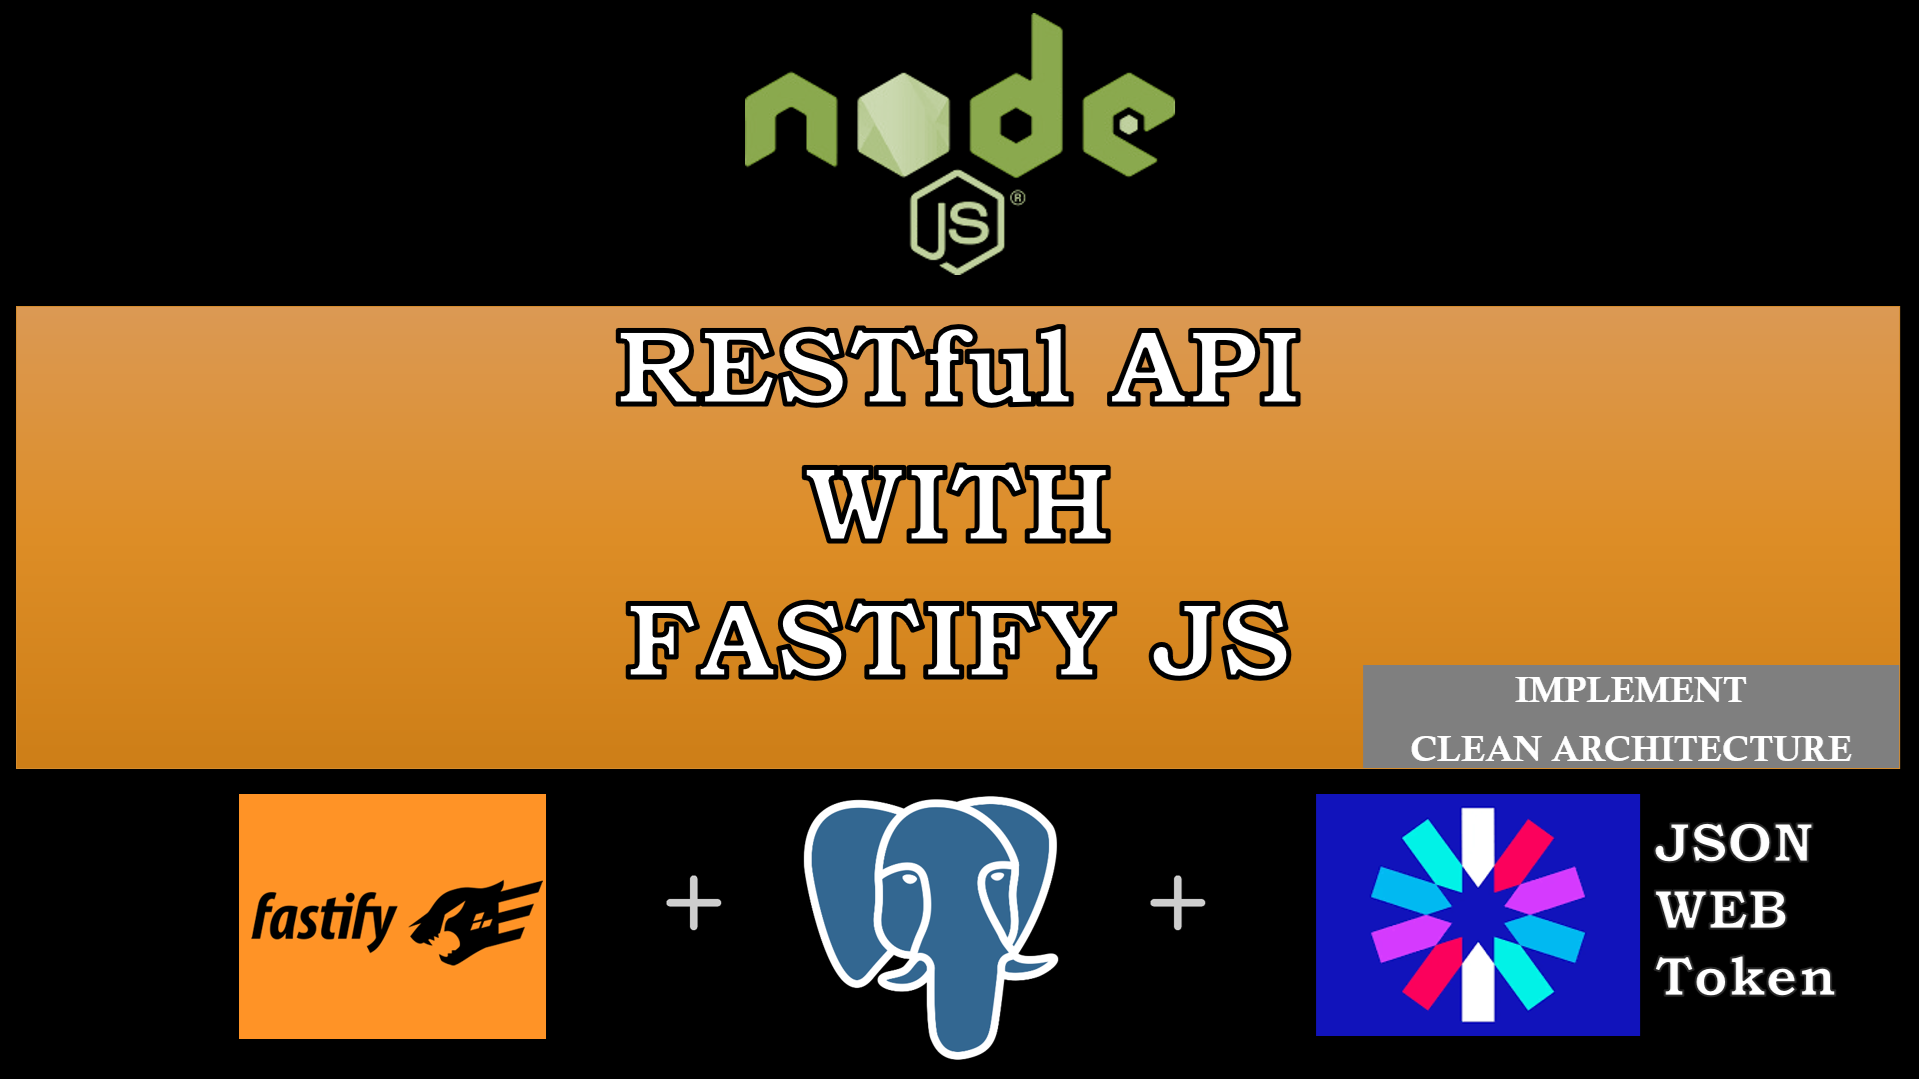 node
JS®
RESTful API
WITH
FASTIFY JS
IMPLEMENT
CLEAN ARCHITECTURE
fastify
+
+
JSON
WEB
Token